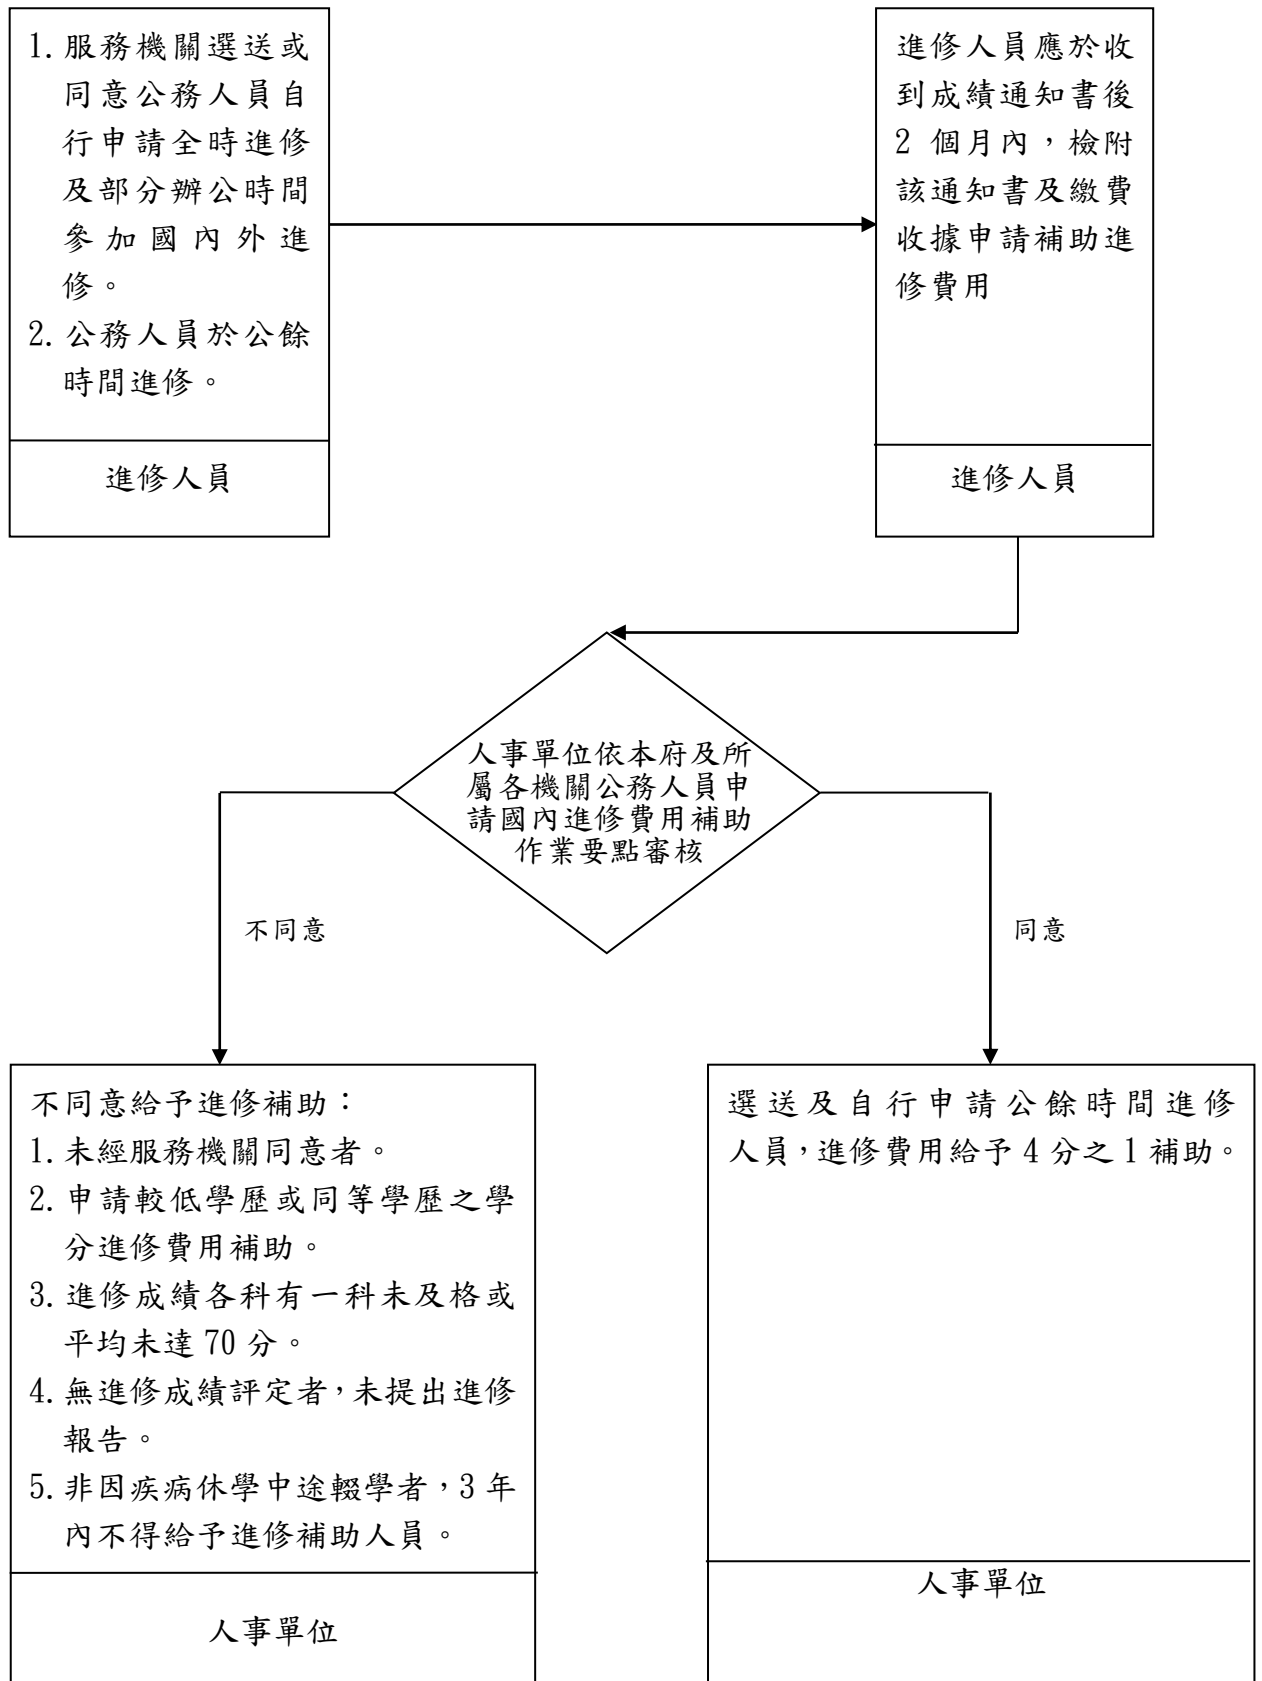 1. 服務機關選送或
同意公務人員自
行申請全時進修
及部分辦公時間
參加國內外進
修。
2. 公務人員於公餘
時間進修。
進修人員
進修人員應於收
到成績通知書後
2 個月內，檢附
該通知書及繳費
收據申請補助進
修費用
進修人員
人事單位依本府及所
屬各機關公務人員申
請國內進修費用補助
作業要點審核
不同意
同意
不同意給予進修補助：
1. 未經服務機關同意者。
2. 申請較低學歷或同等學歷之學
分進修費用補助。
3. 進修成績各科有一科未及格或
平均未達 70 分。
4. 無進修成績評定者，未提出進修
報告。
5. 非因疾病休學中途輟學者，3 年
內不得給予進修補助人員。
人事單位
選送及自行申請公餘時間進修
人員，進修費用給予 4 分之 1 補助。
人事單位